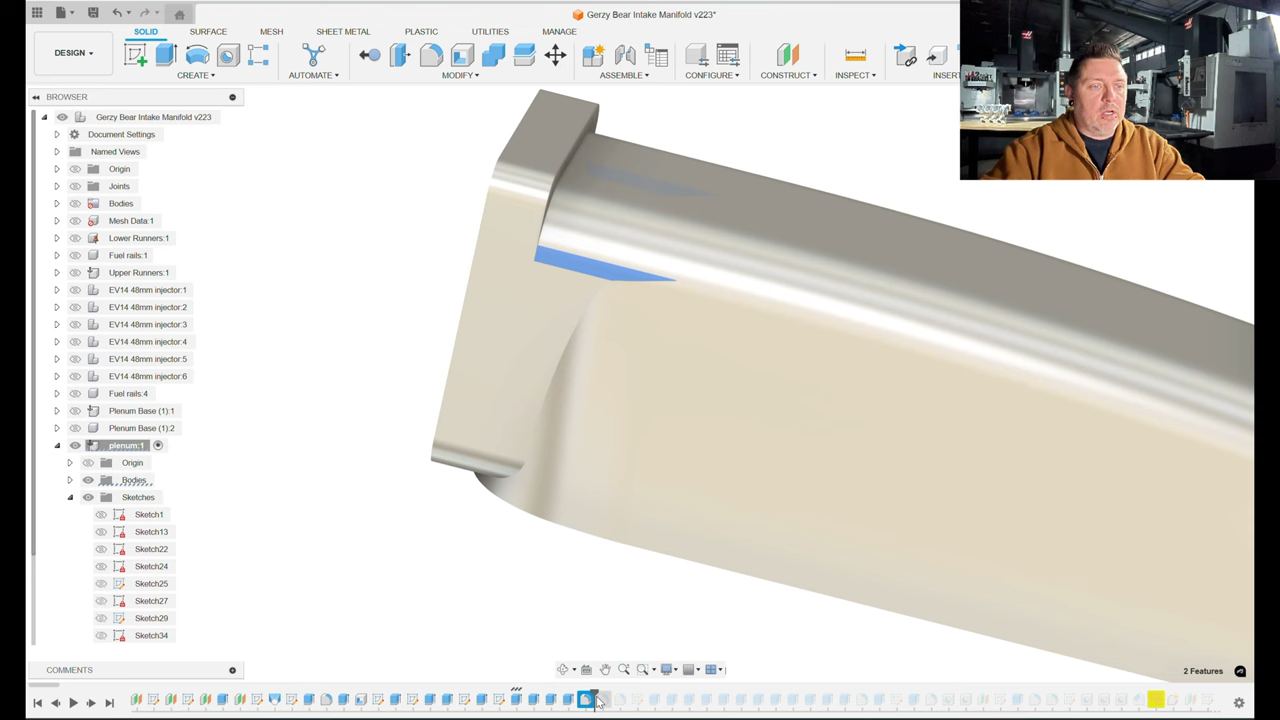 Gerzy Bear Intake Manifold v223*
DESIGN
SOLID SURFACE MESH SHEET METAL PLASTIC UTILITIES MANAGE
CREATE AUTOMATE MODIFY ASSEMBLE CONFIGURE CONSTRUCT INSPECT INSERT
BROWSER
Gerzy Bear Intake Manifold v223
Document Settings
Named Views
Origin
Joints
Bodies
Mesh Data:1
Lower Runners:1
Fuel rails:1
Upper Runners:1
EV14 48mm injector:1
EV14 48mm injector:2
EV14 48mm injector:3
EV14 48mm injector:4
EV14 48mm injector:5
EV14 48mm injector:6
Fuel rails:4
Plenum Base (1):1
Plenum Base (1):2
plenum:1
Origin
Bodies
Sketches
Sketch1
Sketch13
Sketch22
Sketch24
Sketch25
Sketch27
Sketch29
Sketch34
COMMENTS
2 Features